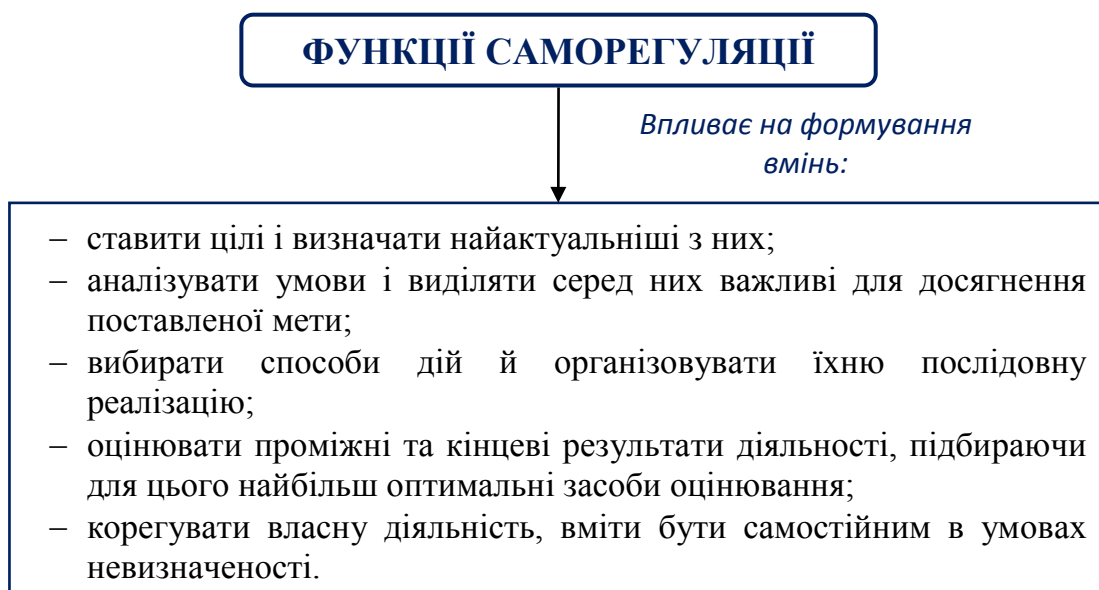 ФУНКЦІЇ САМОРЕГУЛЯЦІЇ
Впливає на формування
вмінь:
– ставити цілі і визначати найактуальніші з них;
– аналізувати умови і виділяти серед них важливі для досягнення
поставленої мети;
– вибирати способи дій й організовувати їхню послідовну
реалізацію;
– оцінювати проміжні та кінцеві результати діяльності, підбираючи
для цього найбільш оптимальні засоби оцінювання;
– корегувати власну діяльність, вміти бути самостійним в умовах
невизначеності.